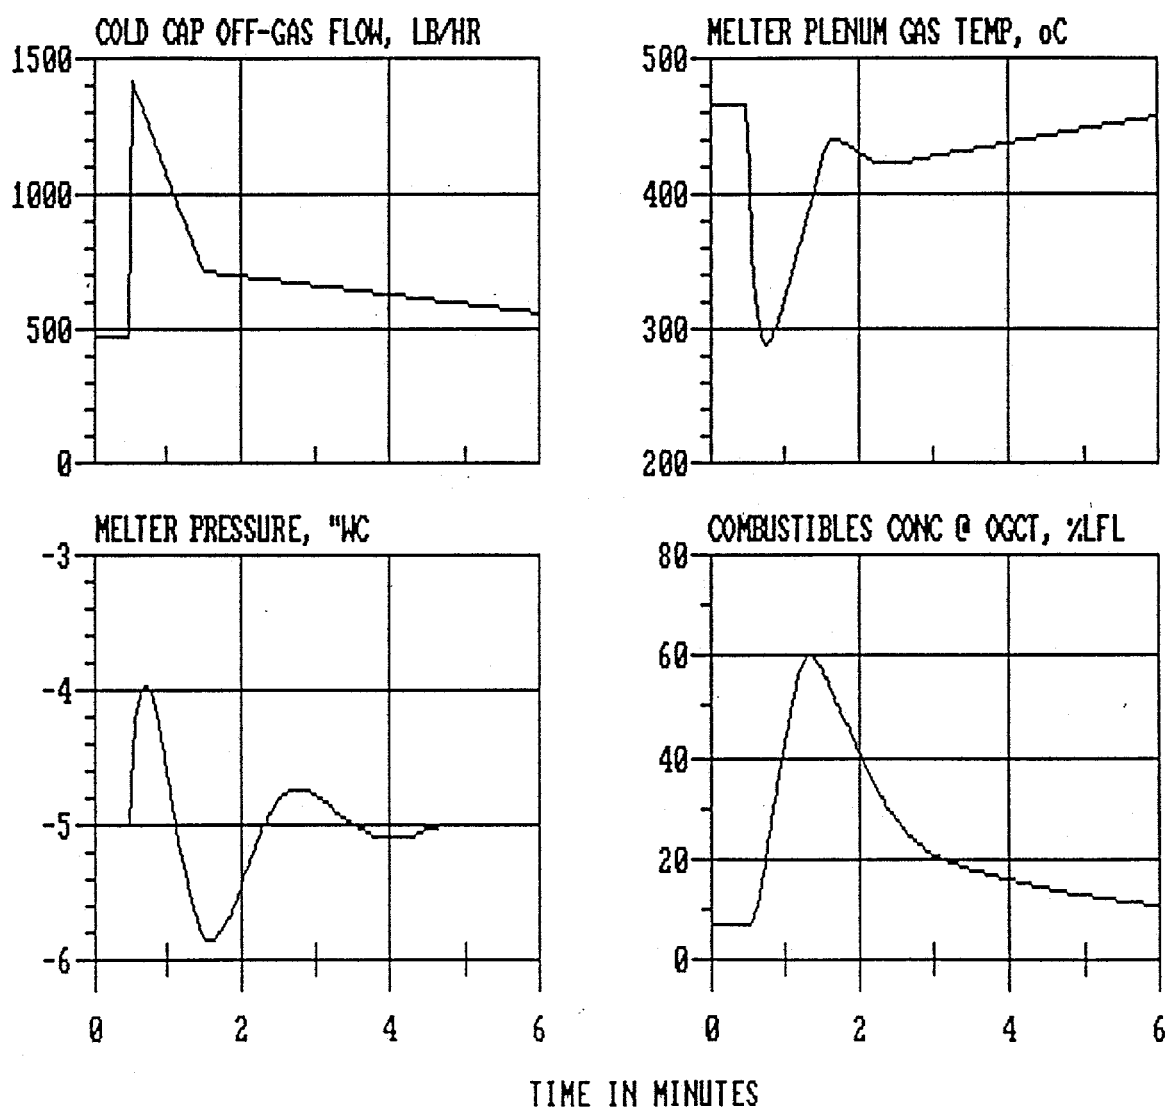 COLD CAP OFF-GAS FLOW, LB/HR
1500
1000
500
0
MELTER PLENUM GAS TEMP, oC
500
400
300
200
MELTER PRESSURE, "WC
-3
-4
-5
-6
0 2 4 6
COMBUSTIBLES CONC @ OGCT, %LFL
80
60
40
20
0
0 2 4 6
TIME IN MINUTES